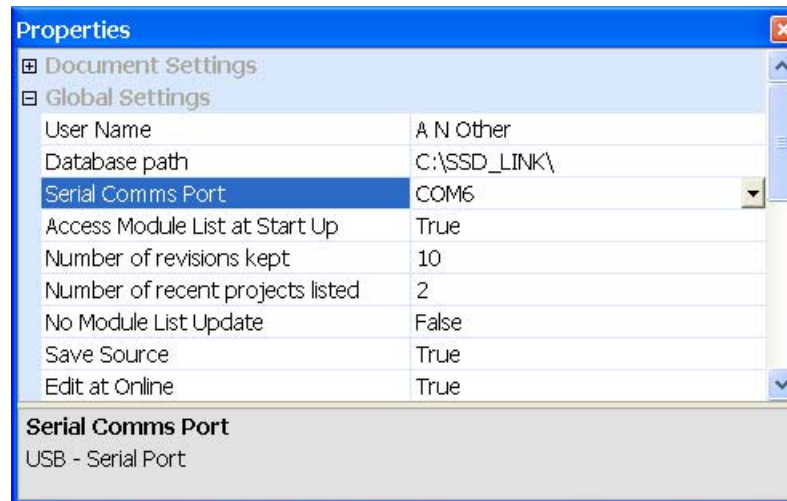 Properties
Document Settings
Global Settings
User Name A N Other
Database path C:\SSD_LINK\
Serial Comms Port COM6
Access Module List at Start Up True
Number of revisions kept 10
Number of recent projects listed 2
No Module List Update False
Save Source True
Edit at Online True
Serial Comms Port
USB - Serial Port